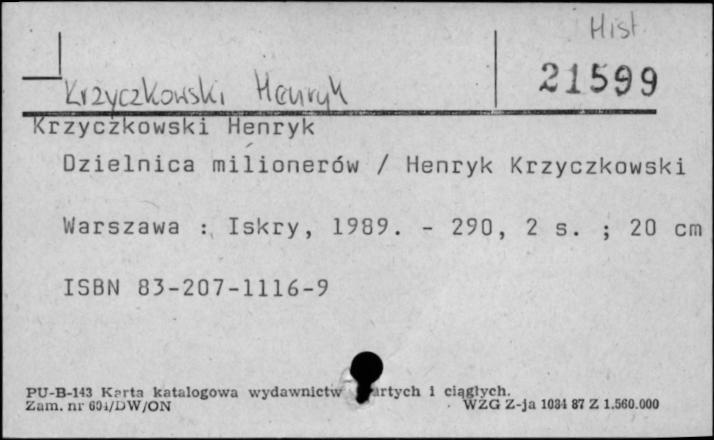 Hist
21599
Krzyczkowski Henryk
Krzyczkowski Henryk
Dzielnica milionerów / Henryk Krzyczkowski
Warszawa : Iskry, 1989. - 290, 2 s. ; 20 cm
ISBN 83-207-1116-9
PU-B-143 Karta katalogowa wydawnictw i ciągłych.
Zam. nr 604/DW/ON WZG Z-ja 1034 87 Z 1.560.000